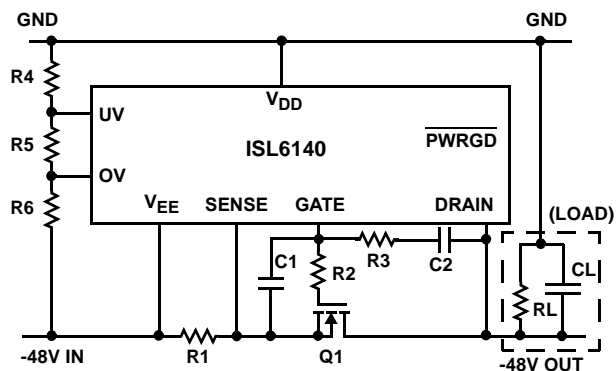 GND
GND
R4
R5
R6
UV
OV
VDD
ISL6140
PWRGD
VEE
SENSE
GATE
DRAIN
(LOAD)
C1
R2
R3
C2
RL
CL
-48V IN
R1
Q1
-48V OUT